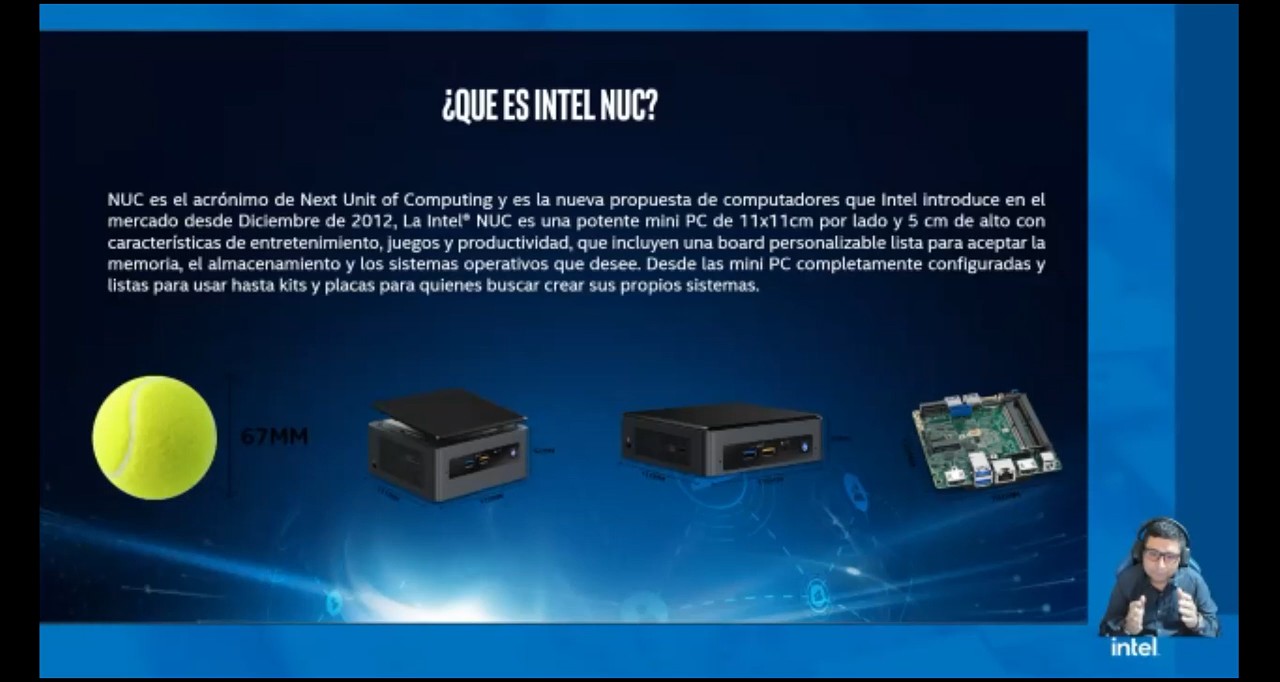 ¿QUE ES INTEL NUC?
NUC es el acrónimo de Next Unit of Computing y es la nueva propuesta de computadores que Intel introduce en el
mercado desde Diciembre de 2012, La Intel® NUC es una potente mini PC de 11x11cm por lado y 5 cm de alto con
características de entretenimiento, juegos y productividad, que incluyen una board personalizable lista para aceptar la
memoria, el almacenamiento y los sistemas operativos que desee. Desde las mini PC completamente configuradas y
listas para usar hasta kits y placas para quienes buscar crear sus propios sistemas.
67MM
intel